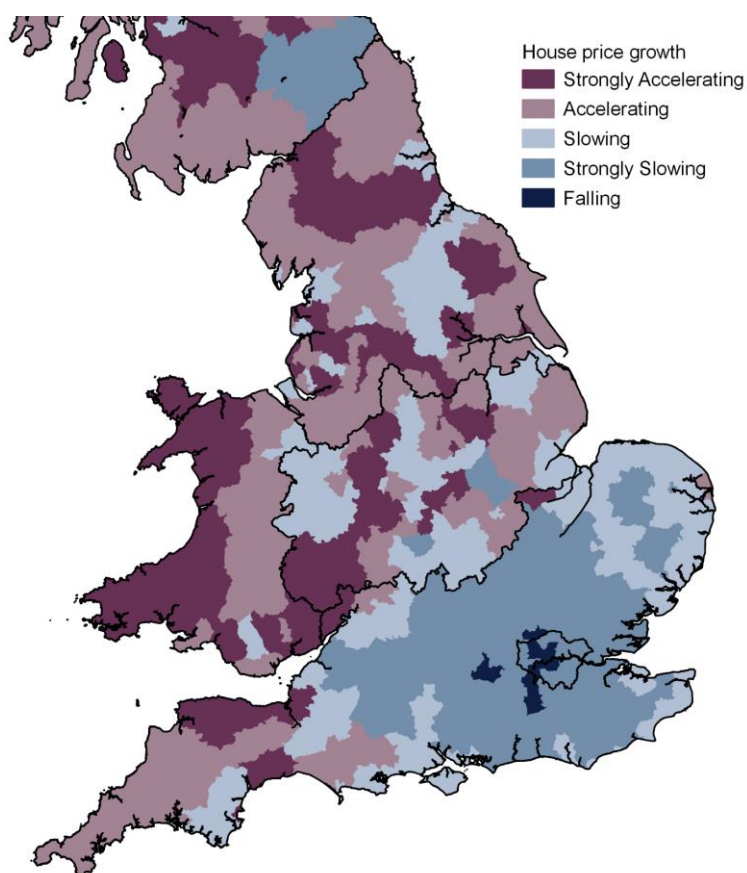 House price growth
Strongly Accelerating
Accelerating
Slowing
Strongly Slowing
Falling